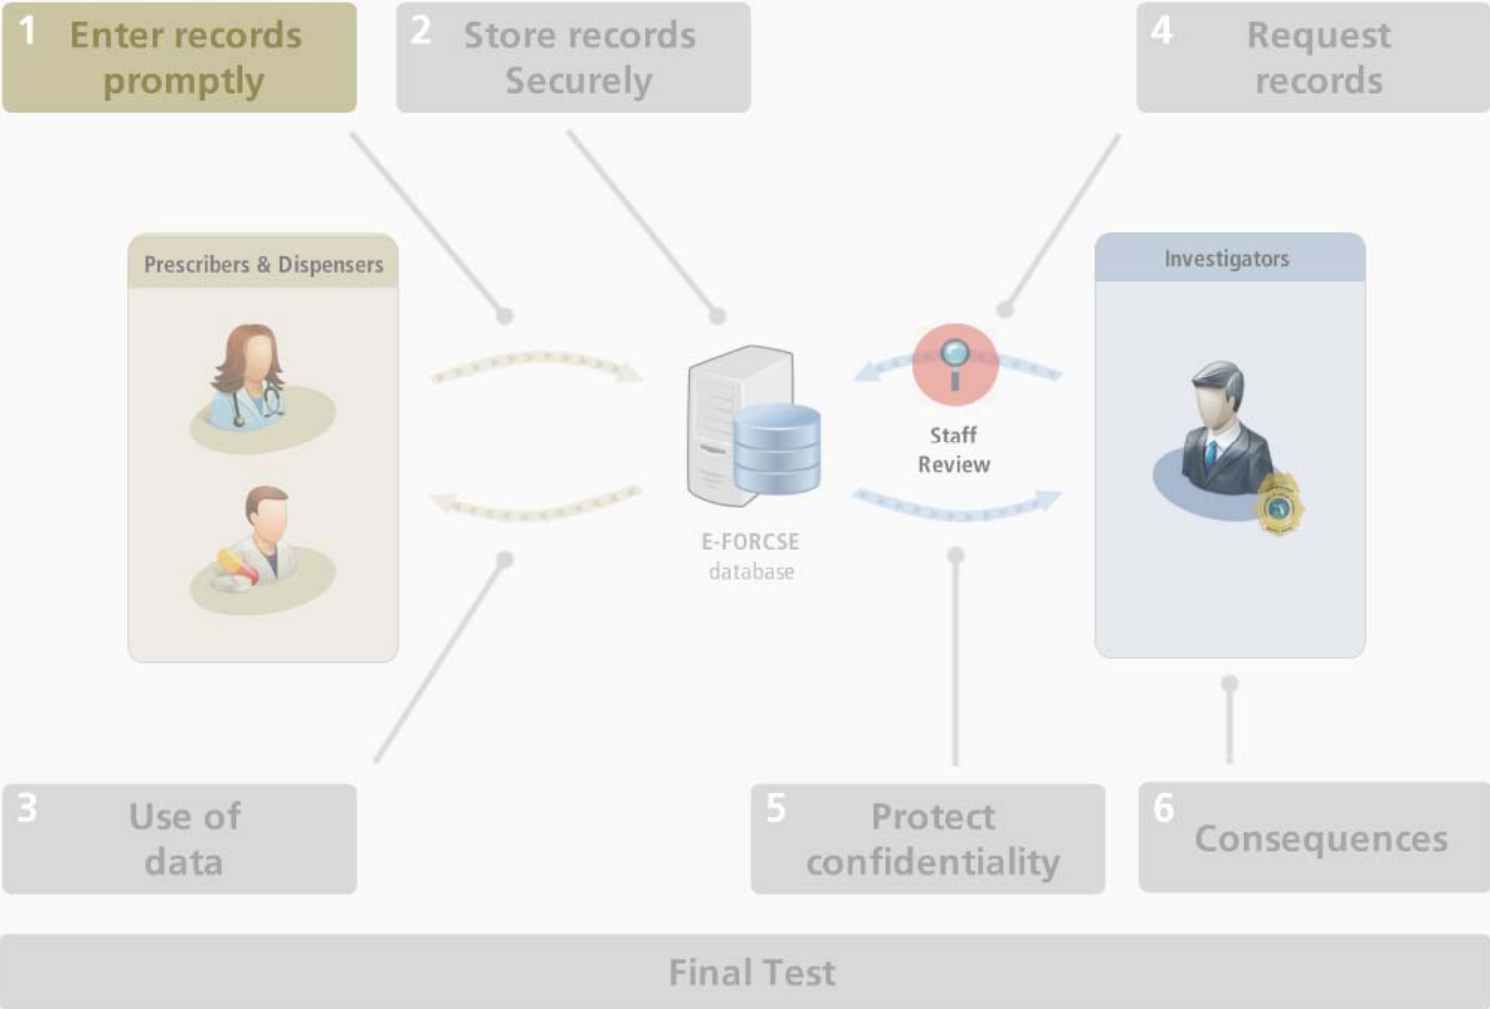 1
Enter records
promptly
2
Store records
Securely
4
Request
records
Prescribers & Dispensers
Investigators
Staff
Review
E-FORCSE
database
3
Use of
data
5
Protect
confidentiality
6
Consequences
Final Test